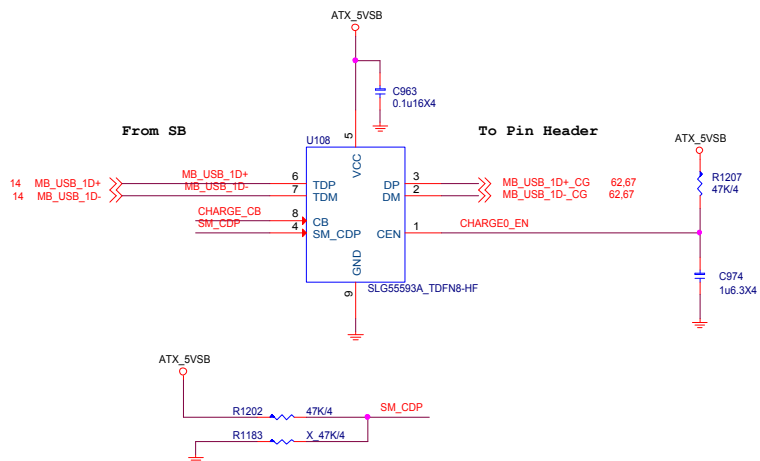 ATX_5VSB
C963
0.1u16X4
From SB
To Pin Header
ATX_5VSB
U108
5
VCC
14 MB_USB_1D+
MB_USB_1D+
6
TDP
DP
3
MB_USB_1D+_CG 62,67
14 MB_USB_1D-
MB_USB_1D-
7
TDM
DM
2
MB_USB_1D-_CG 62,67
R1207
47K/4
CHARGE_CB
8
CB
SM_CDP
4
SM_CDP
CEN
1
CHARGE0_EN
GND
9
SLG55593A_TDFN8-HF
C974
1u6.3X4
ATX_5VSB
R1202
47K/4
SM_CDP
R1183
X_47K/4